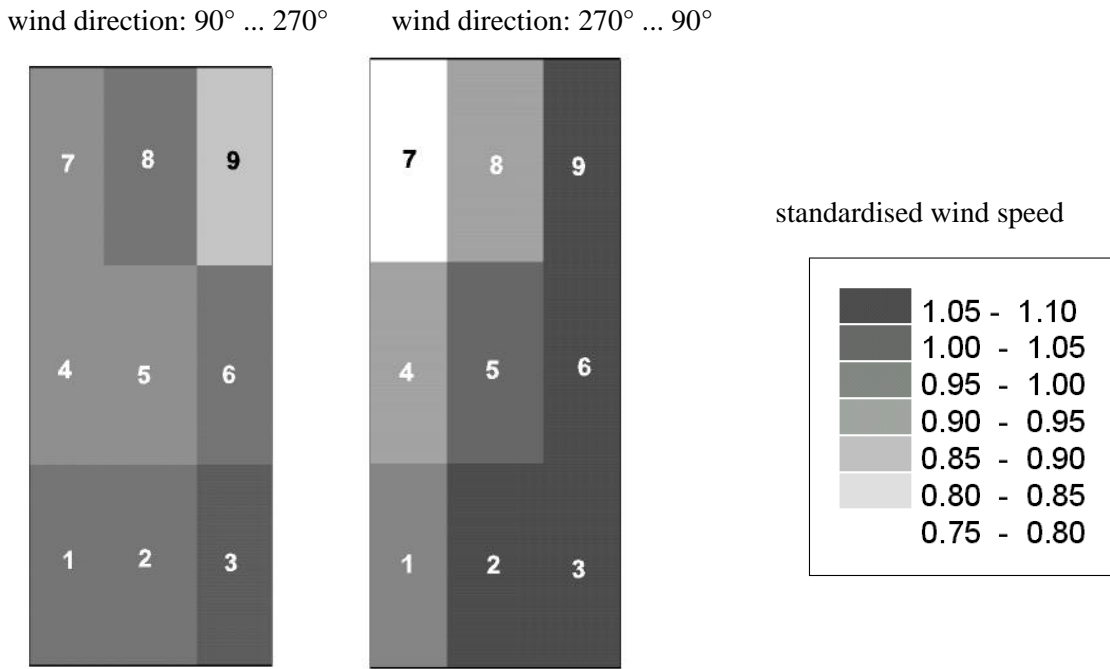 wind direction: 90° ... 270°
wind direction: 270° ... 90°
7 8 9
4 5 6
1 2 3
7 8 9
4 5 6
1 2 3
standardised wind speed
1.05 - 1.10
1.00 - 1.05
0.95 - 1.00
0.90 - 0.95
0.85 - 0.90
0.80 - 0.85
0.75 - 0.80